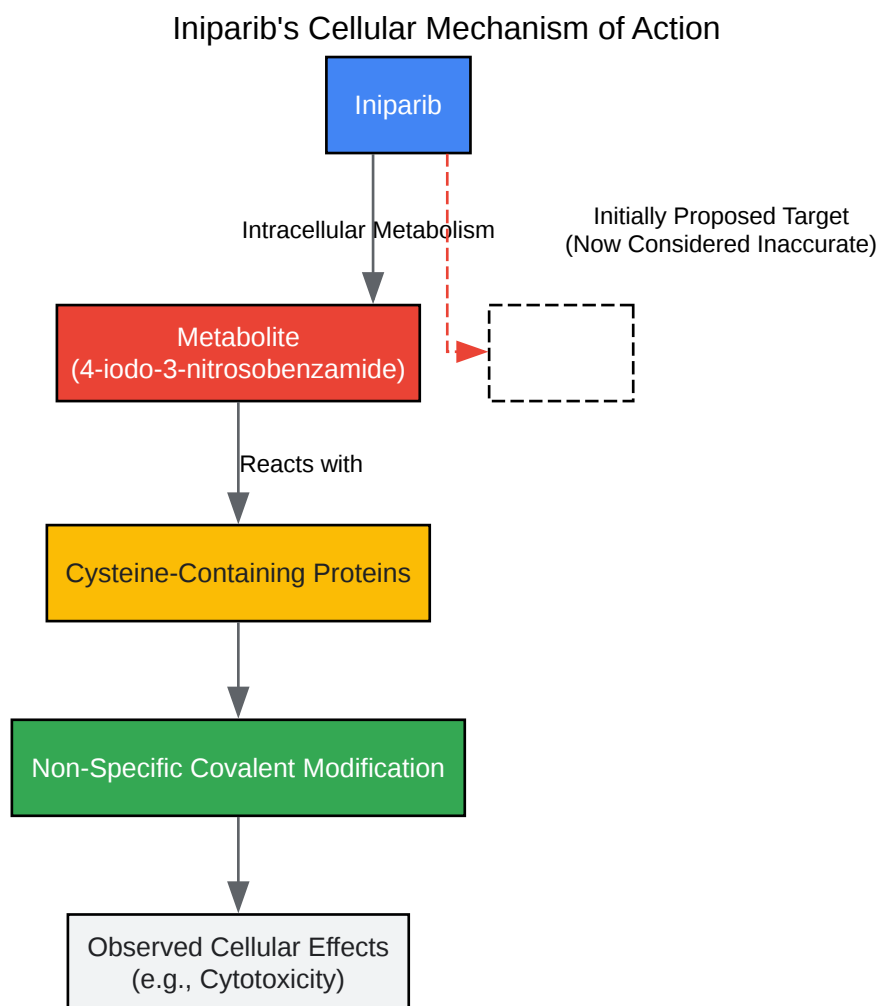 Iniparib's Cellular Mechanism of Action
Iniparib
Intracellular Metabolism
Initially Proposed Target
(Now Considered Inaccurate)
Metabolite
(4-iodo-3-nitrosobenzamide)
Reacts with
Cysteine-Containing Proteins
Non-Specific Covalent Modification
Observed Cellular Effects
(e.g., Cytotoxicity)